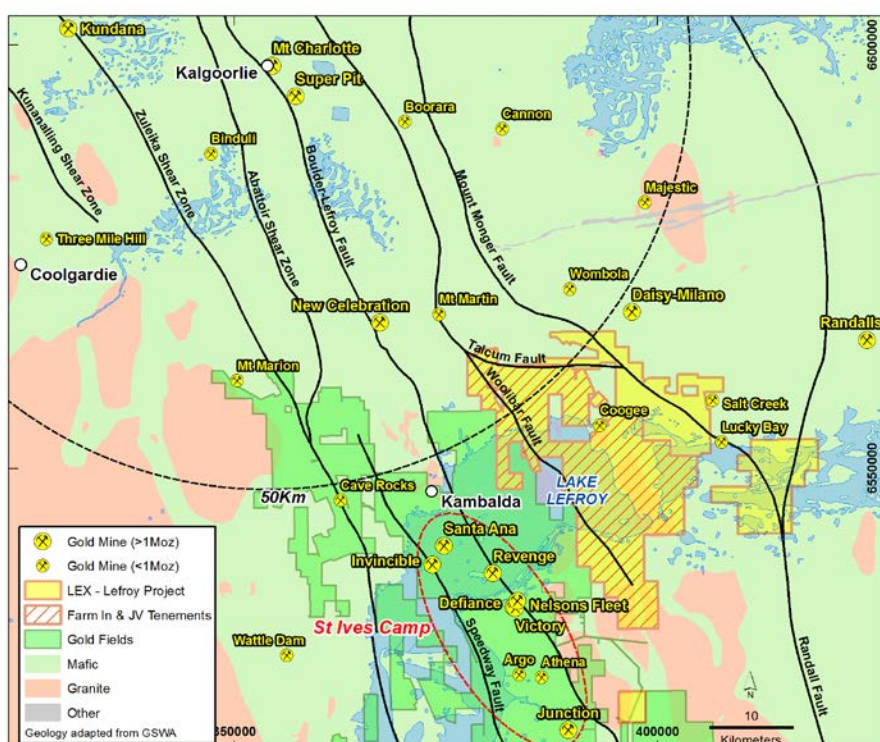 Kundana
Mt Charlotte
Kalgoorlie
Super Pit
6600000
Boorara
Cannon
Kunanalling Shear Zone
Zuleika Shear Zone
Binduli
Abattoir Shear Zone
Boulder-Lefroy Fault
Mount Monger Fault
Majestic
Three Mile Hill
Coolgardie
Wombola
New Celebration
Mt Martin
Daisy-Milano
Randalls
Talcum Fault
Mt Marion
Woolibar Fault
Coogee
Salt Creek
Lucky Bay
6550000
50Km
Cave Rocks
Kambalda
LAKE
LEFROY
Santa Ana
Invincible
Revenge
Defiance
Nelsons Fleet
Victory
St Ives Camp
Speedway Fault
Wattle Dam
Argo
Athena
Junction
Randall Fault
Gold Mine (>1Moz)
Gold Mine (<1Moz)
LEX - Lefroy Project
Farm In & JV Tenements
Gold Fields
Mafic
Granite
Other
Geology adapted from GSWA
350000
400000
N
10
Kilometers